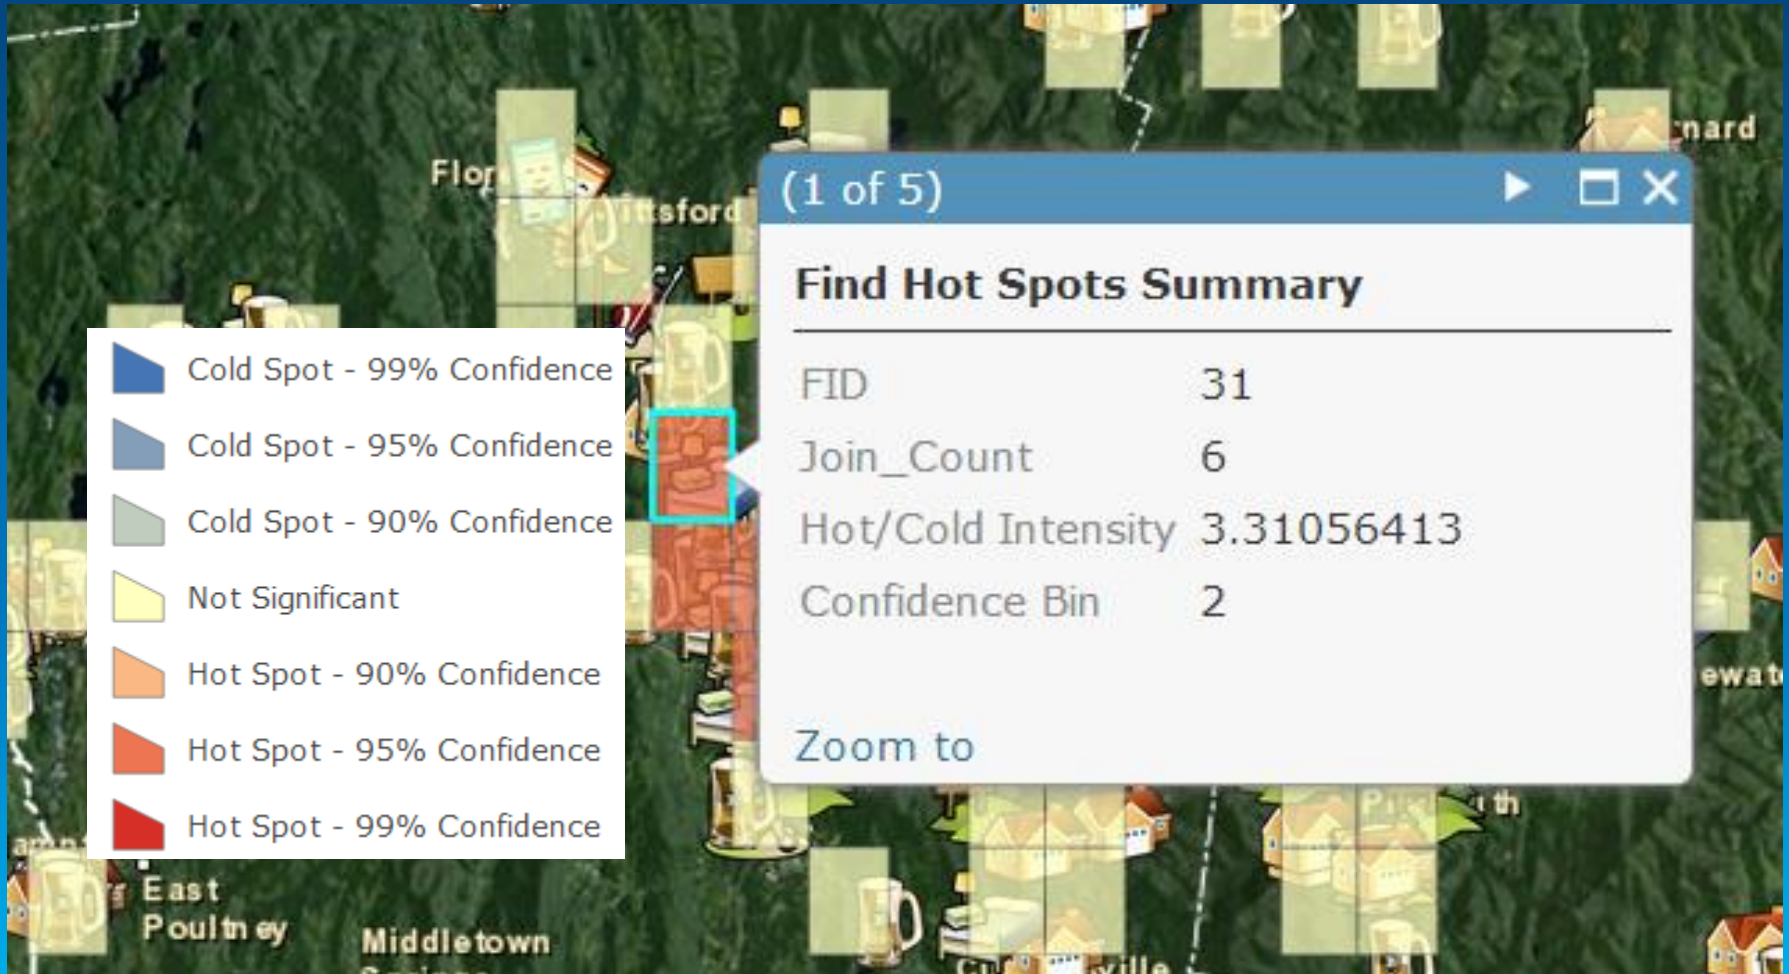 (1 of 5)
Find Hot Spots Summary
FID 31
Join_Count 6
Hot/Cold Intensity 3.31056413
Confidence Bin 2
Zoom to
Cold Spot - 99% Confidence
Cold Spot - 95% Confidence
Cold Spot - 90% Confidence
Not Significant
Hot Spot - 90% Confidence
Hot Spot - 95% Confidence
Hot Spot - 99% Confidence
East
Poultney
Middletown